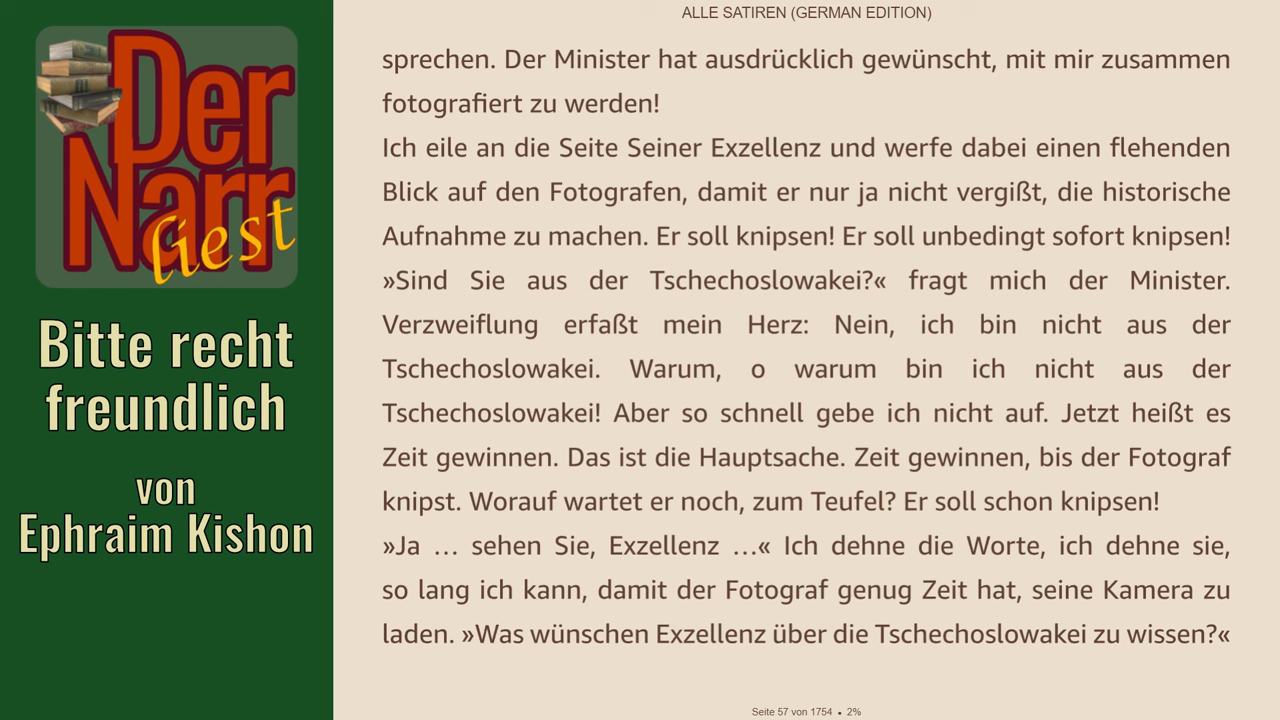 Der
Narr
liest
Bitte recht
freundlich
von
Ephraim Kishon
ALLE SATIREN (GERMAN EDITION)
sprechen. Der Minister hat ausdrücklich gewünscht, mit mir zusammen
fotografiert zu werden!
Ich eile an die Seite Seiner Exzellenz und werfe dabei einen flehenden
Blick auf den Fotografen, damit er nur ja nicht vergißt, die historische
Aufnahme zu machen. Er soll knipsen! Er soll unbedingt sofort knipsen!
»Sind Sie aus der Tschechoslowakei?« fragt mich der Minister.
Verzweiflung erfaßt mein Herz: Nein, ich bin nicht aus der
Tschechoslowakei. Warum, o warum bin ich nicht aus der
Tschechoslowakei! Aber so schnell gebe ich nicht auf. Jetzt heißt es
Zeit gewinnen. Das ist die Hauptsache. Zeit gewinnen, bis der Fotograf
knipst. Worauf wartet er noch, zum Teufel? Er soll schon knipsen!
»Ja … sehen Sie, Exzellenz …« Ich dehne die Worte, ich dehne sie,
so lang ich kann, damit der Fotograf genug Zeit hat, seine Kamera zu
laden. »Was wünschen Exzellenz über die Tschechoslowakei zu wissen?«
Seite 57 von 1754 • 2%